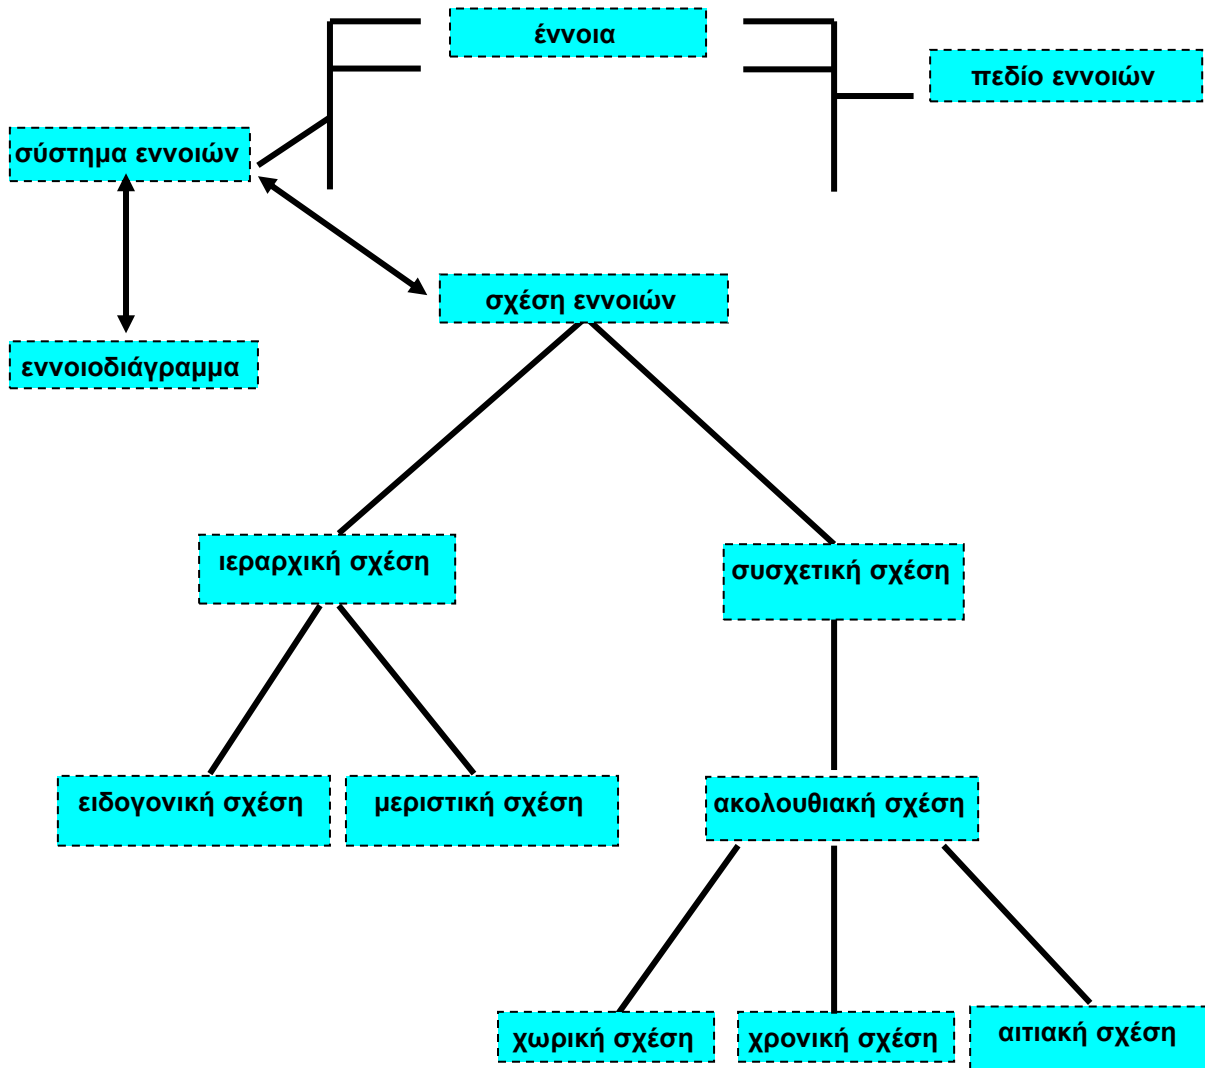 έννοια
πεδίο εννοιών
σύστημα εννοιών
σχέση εννοιών
εννοιοδιάγραμμα
ιεραρχική σχέση
συσχετική σχέση
ειδογονική σχέση
μεριστική σχέση
ακολουθιακή σχέση
χωρική σχέση
χρονική σχέση
αιτιακή σχέση